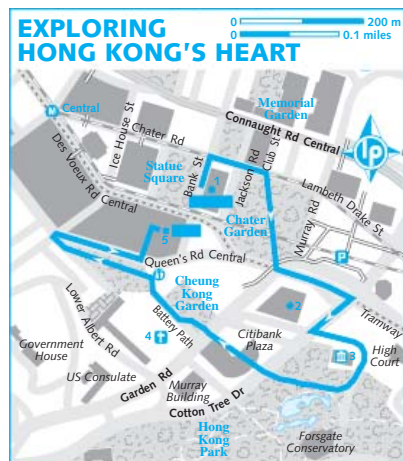 EXPLORING
HONG KONG'S HEART
0 200 m
0 0.1 miles
Central
Memorial
Garden
Connaught Rd Central
Chater Rd
Ice House St
Club St
Statue
Square
Bank St
1
Jackson Rd
LP
Des Voeux Rd Central
Lambeth Drake St
Murray Rd
Chater
Garden
5
P
Queen's Rd Central
Cheung
Kong
Garden
Tramway
2
Lower Albert Rd
Battery Path
4
Citibank
Plaza
Government
House
3
High
Court
US Consulate
Garden Rd
Murray
Building
Cotton Tree Dr
Hong
Kong
Park
Forsgate
Conservatory